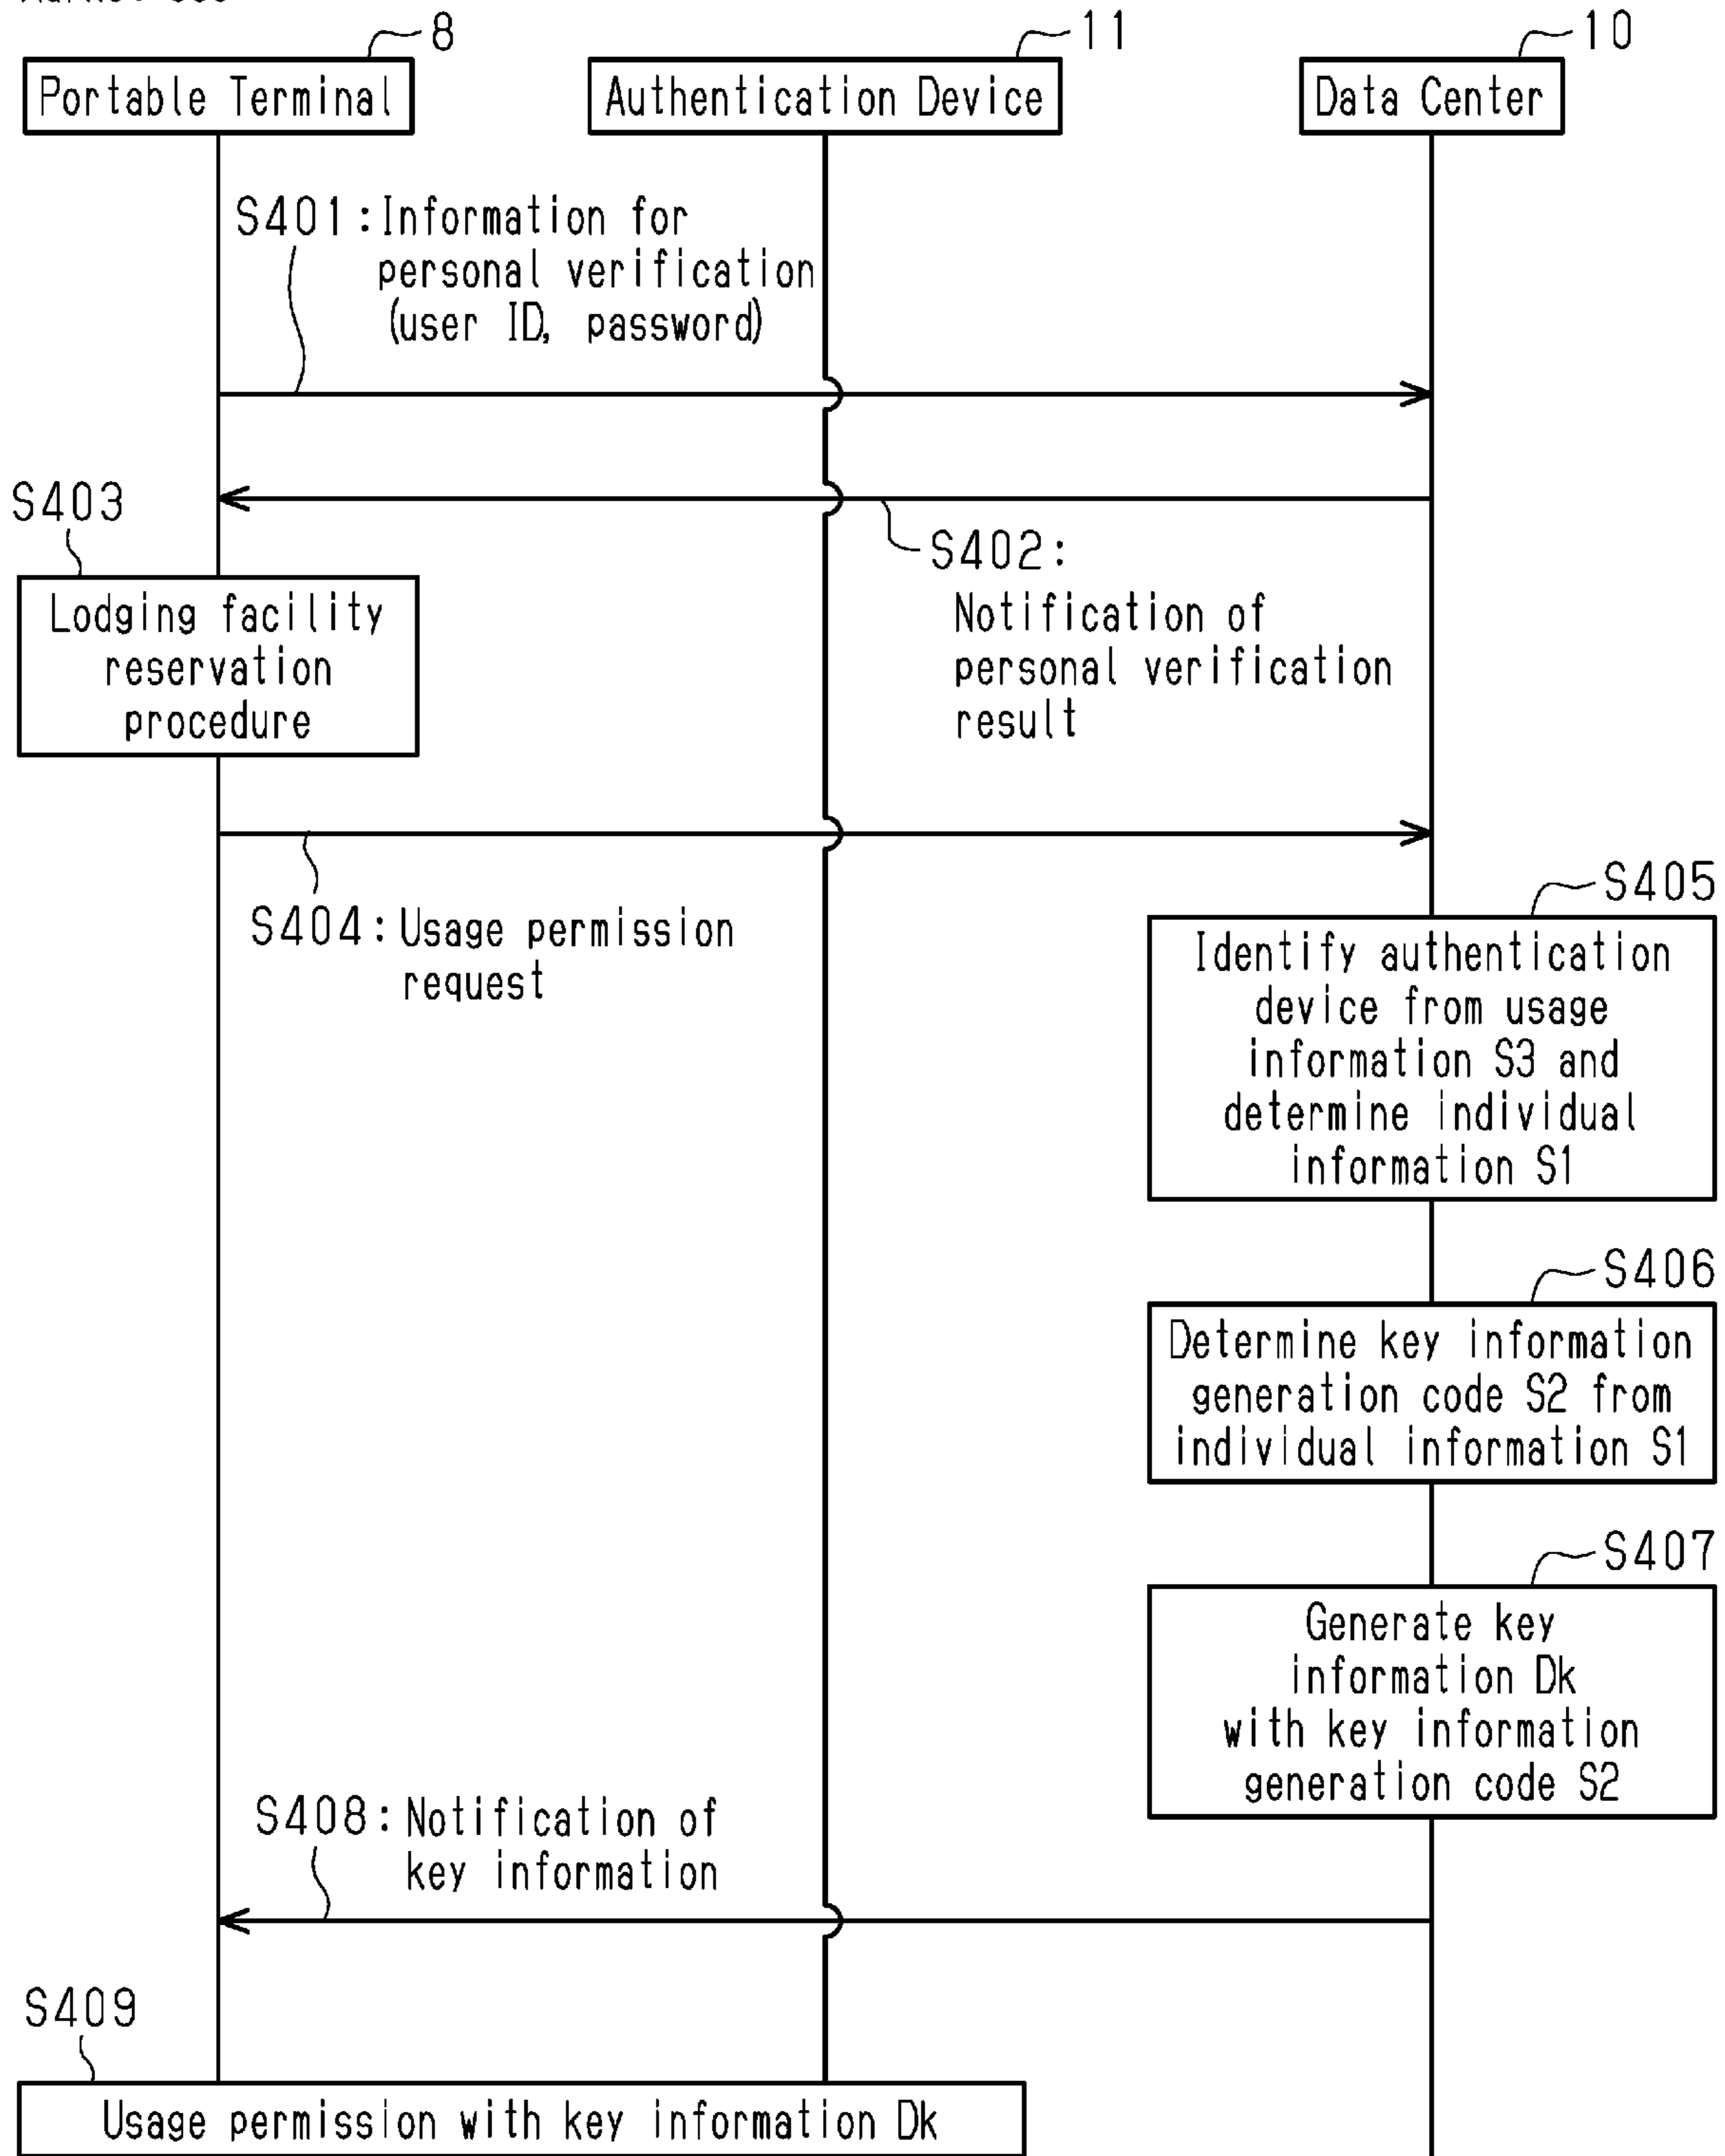 8
11
10
Portable Terminal
Authentication Device
Data Center
S401:Information for
personal verification
(user ID, password)
S403
S402:
Notification of
personal verification
result
Lodging facility
reservation
procedure
S404:Usage permission
request
S405
Identify authentication
device from usage
information S3 and
determine individual
information S1
S406
Determine key information
generation code S2 from
individual information S1
S407
Generate key
information Dk
with key information
generation code S2
S408:Notification of
key information
S409
Usage permission with key information Dk